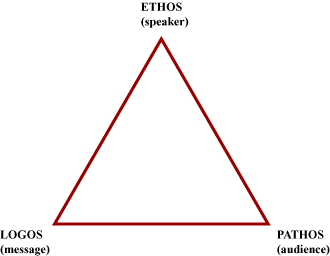 ETHOS
(speaker)
LOGOS
(message)
PATHOS
(audience)